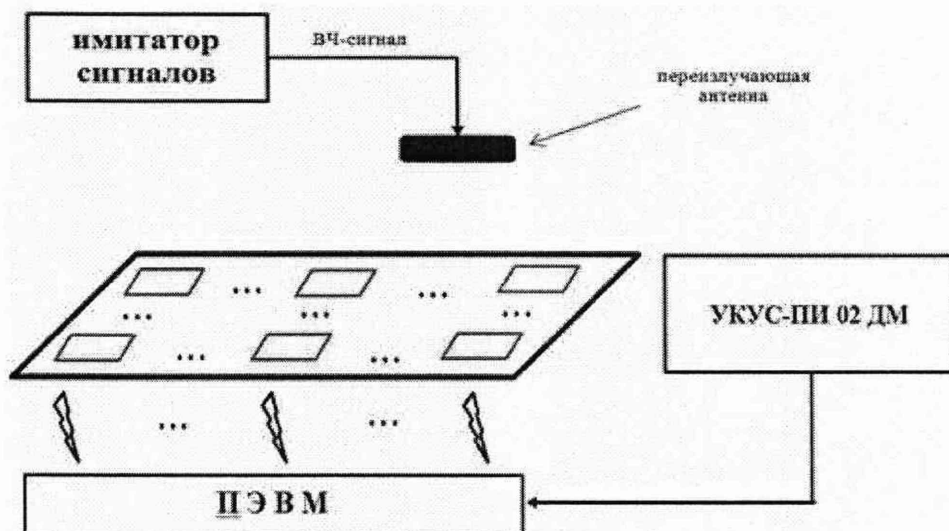 имитатор
сигналов
ВЧ-сигнал
переизлучающая
антенна
... ...
... ... ...
... ...
УКУС-ПИ 02 ДМ
... ...
ПЭВМ